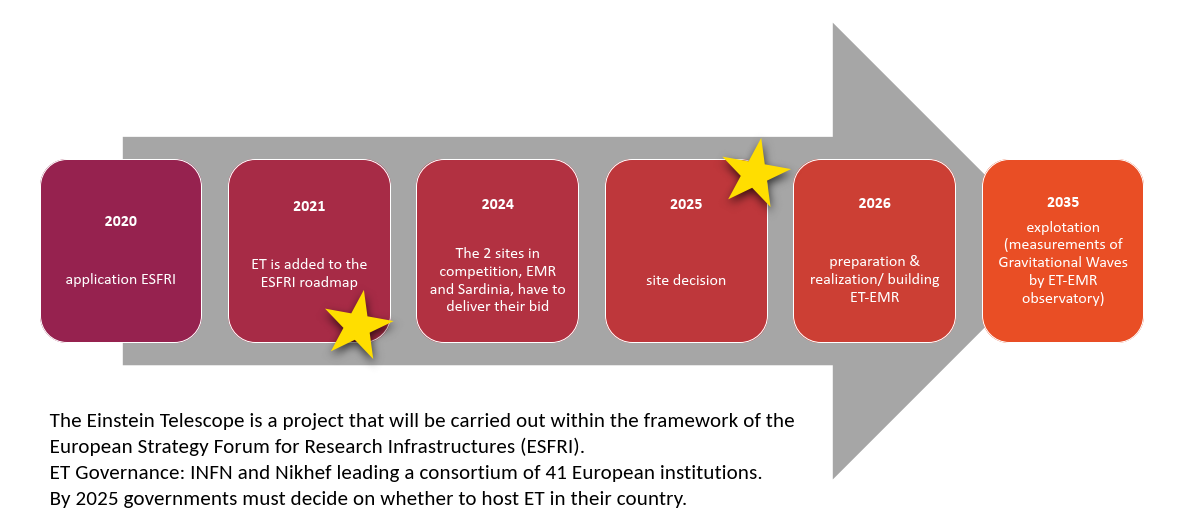 2020
application ESFRI
2021
ET is added to the
ESFRI roadmap
2024
The 2 sites in
competition, EMR
and Sardinia, have to
deliver their bid
2025
site decision
2026
preparation &
realization/ building
ET-EMR
2035
explotation
(measurements of
Gravitational Waves
by ET-EMR
observatory)
The Einstein Telescope is a project that will be carried out within the framework of the
European Strategy Forum for Research Infrastructures (ESFRI).
ET Governance: INFN and Nikhef leading a consortium of 41 European institutions.
By 2025 governments must decide on whether to host ET in their country.